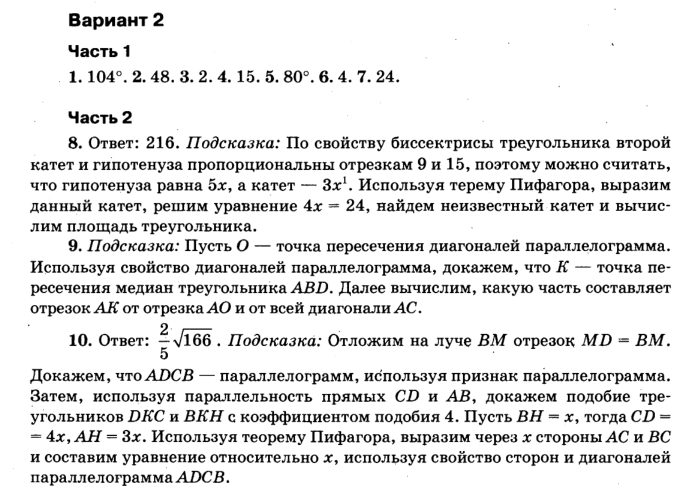 Вариант 2
Часть 1
1. 104°. 2. 48. 3. 2. 4. 15. 5. 80°. 6. 4. 7. 24.
Часть 2
8. Ответ: 216. Подсказка: По свойству биссектрисы треугольника второй
катет и гипотенуза пропорциональны отрезкам 9 и 15, поэтому можно считать,
что гипотенуза равна 5x, а катет — 3x¹. Используя терему Пифагора, выразим
данный катет, решим уравнение 4x = 24, найдем неизвестный катет и вычис-
лим площадь треугольника.
9. Подсказка: Пусть O — точка пересечения диагоналей параллелограмма.
Используя свойство диагоналей параллелограмма, докажем, что K — точка пе-
ресечения медиан треугольника ABD. Далее вычислим, какую часть составляет
отрезок AK от отрезка AO и от всей диагонали AC.
10. Ответ: 2/5 √166 . Подсказка: Отложим на луче BM отрезок MD = BM.
Докажем, что ADCB — параллелограмм, используя признак параллелограмма.
Затем, используя параллельность прямых CD и AB, докажем подобие тре-
угольников DKC и BKH с коэффициентом подобия 4. Пусть BH = x, тогда CD =
= 4x, AH = 3x. Используя теорему Пифагора, выразим через x стороны AC и BC
и составим уравнение относительно x, используя свойство сторон и диагоналей
параллелограмма ADCB.